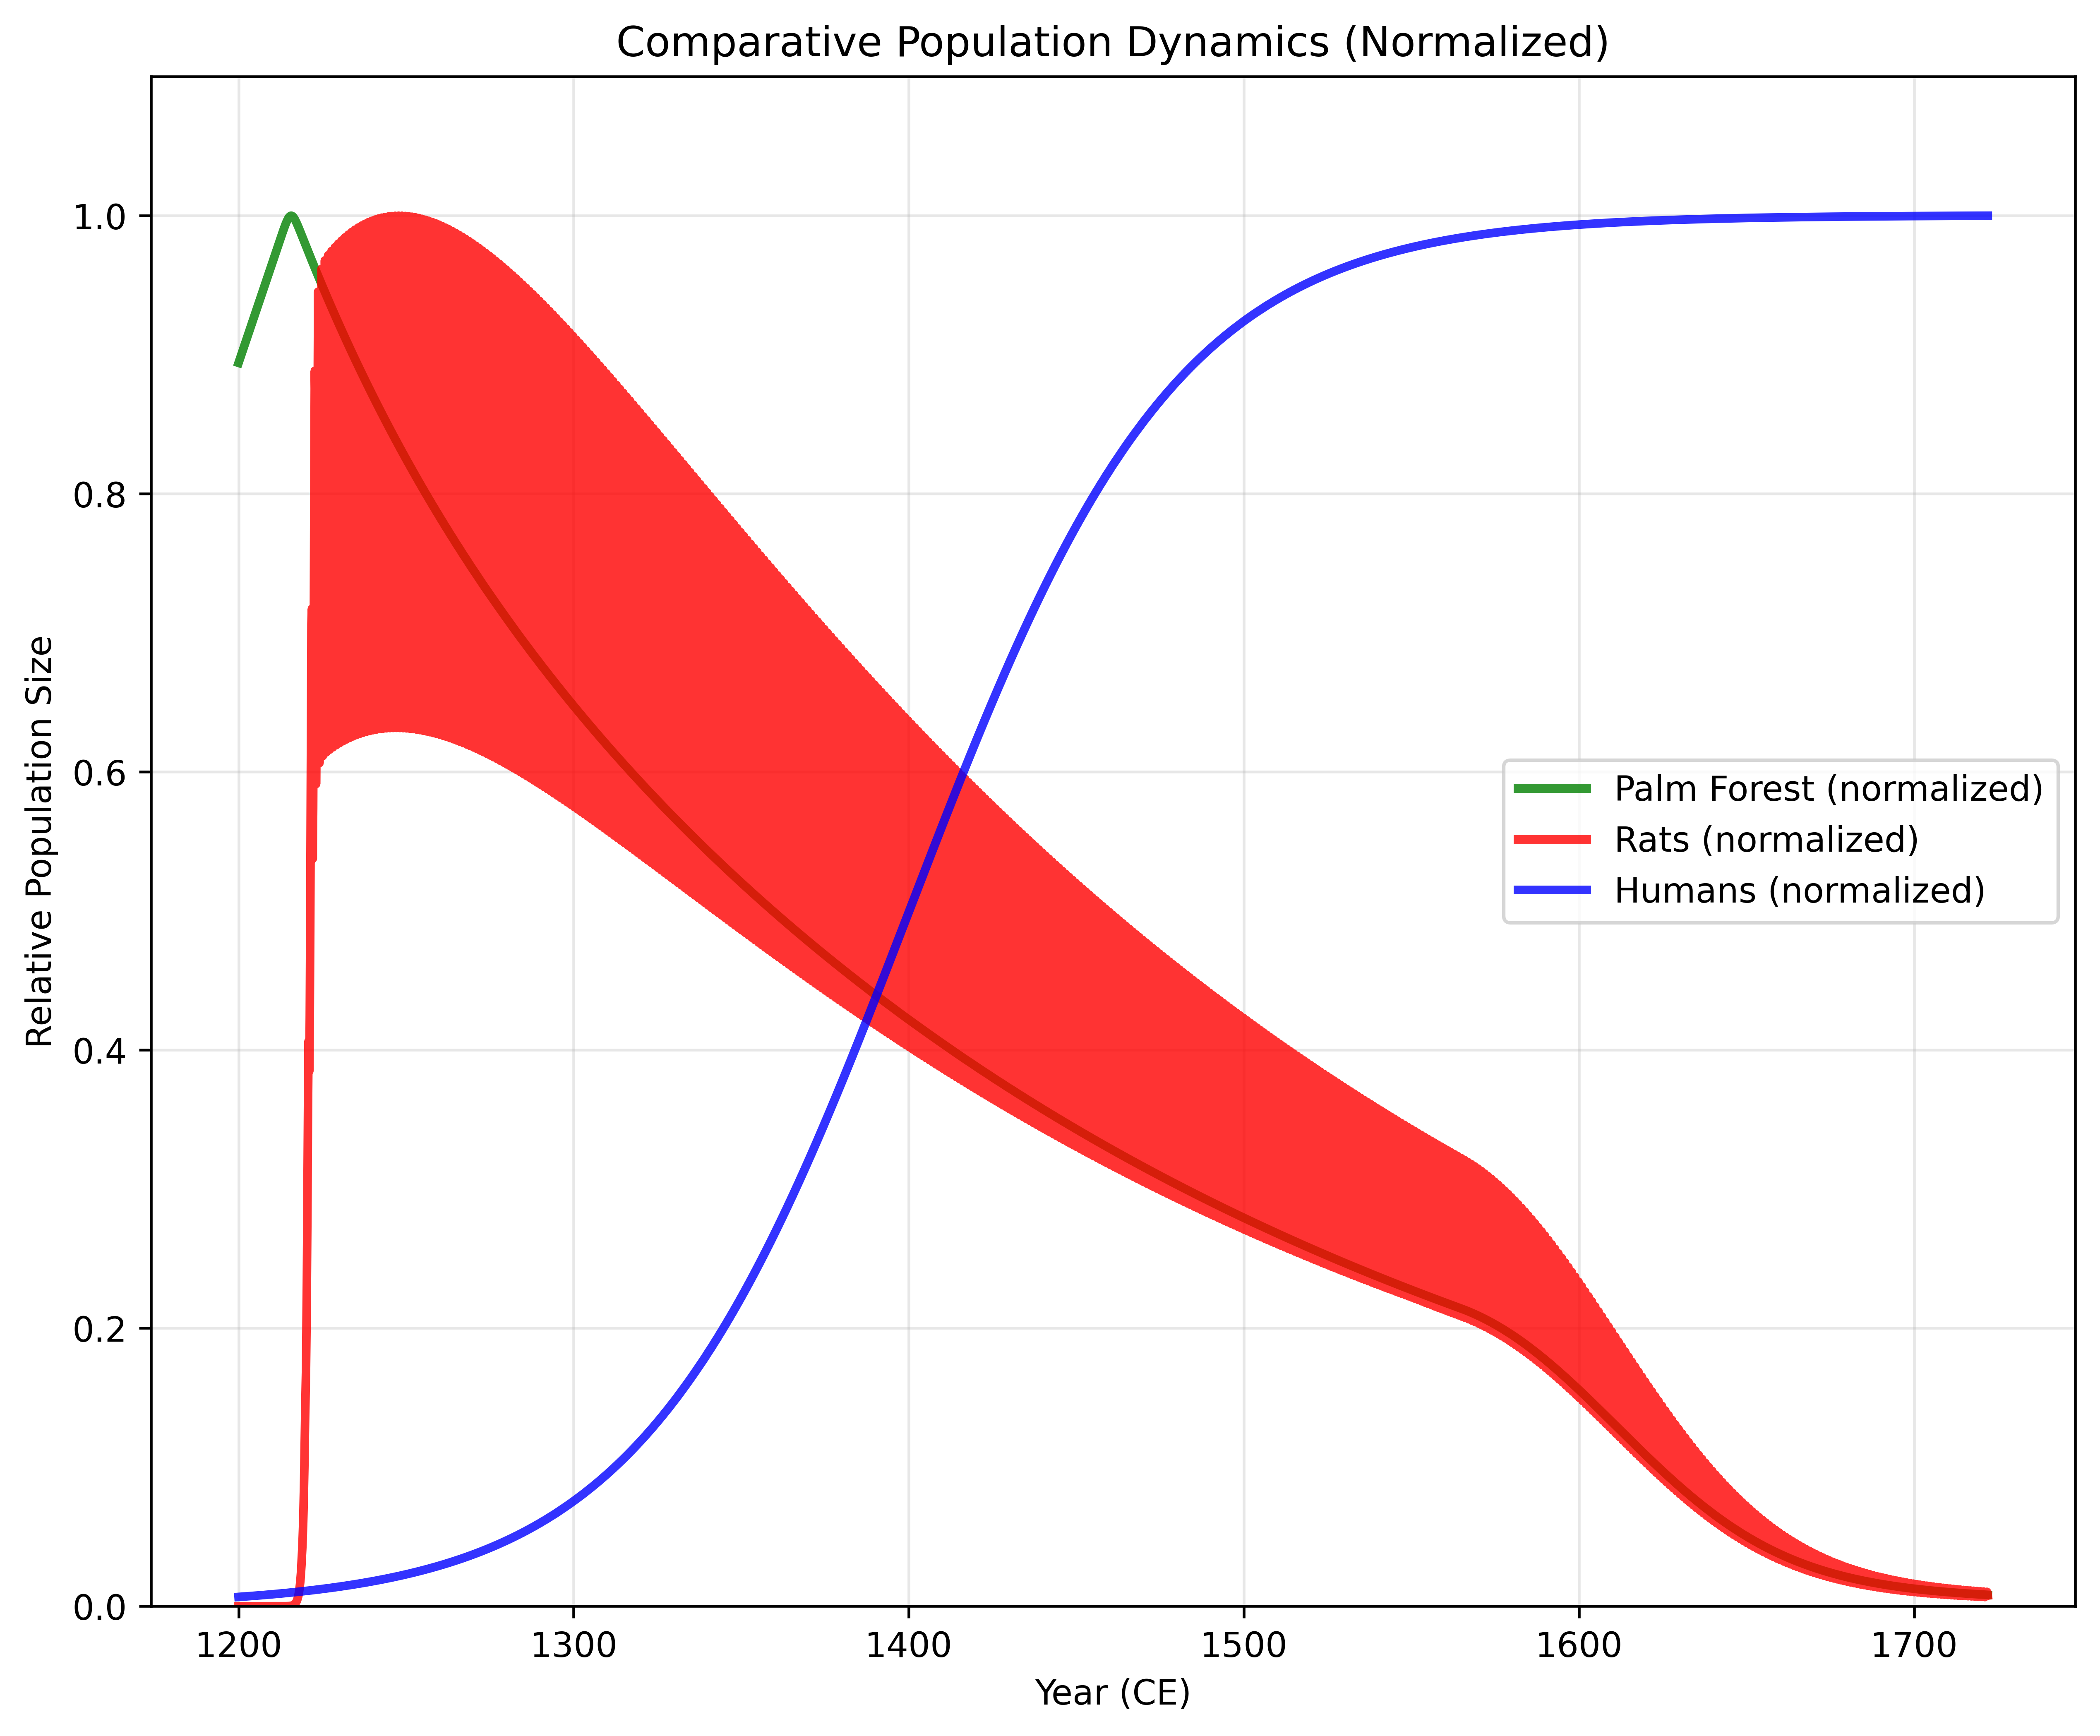 Comparative Population Dynamics (Normalized)
Relative Population Size
1.0
0.8
0.6
0.4
0.2
0.0
Palm Forest (normalized)
Rats (normalized)
Humans (normalized)
1200 1300 1400 1500 1600 1700
Year (CE)